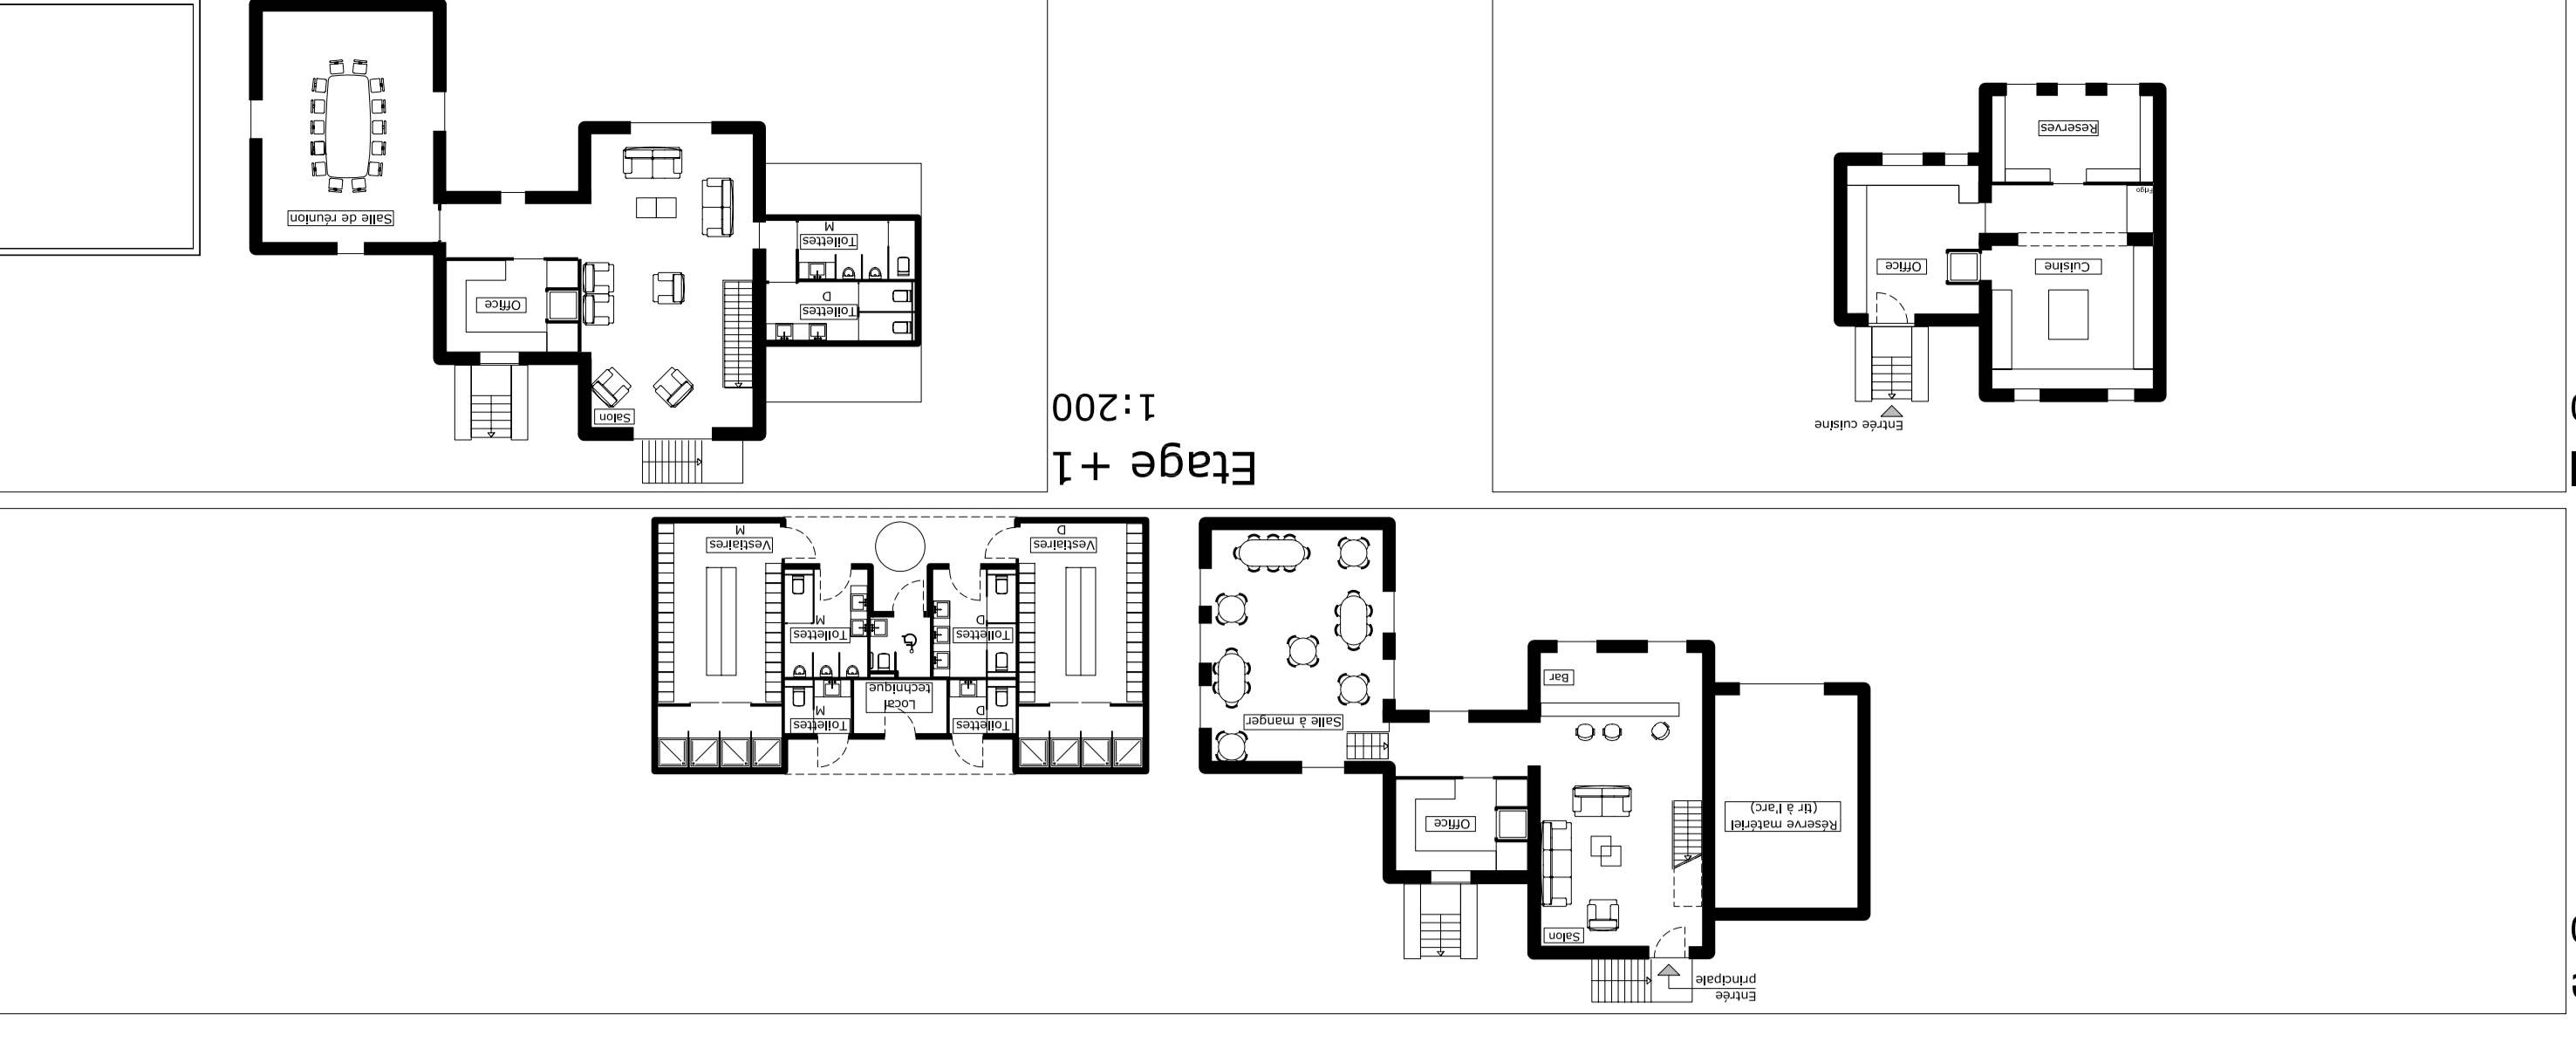 Entrée
principale
Salon
Réserve matériel
(tir à l'arc)
Office
Bar
Salle à manger
Toilettes
D
Local
technique
Toilettes
M
Toilettes
D
Toilettes
M
Vestiaires
D
Vestiaires
M
Etage +1
1:200
Entrée cuisine
Cuisine
Office
Frigo
Reserves
Salon
Office
Toilettes
D
Toilettes
M
Salle de réunion